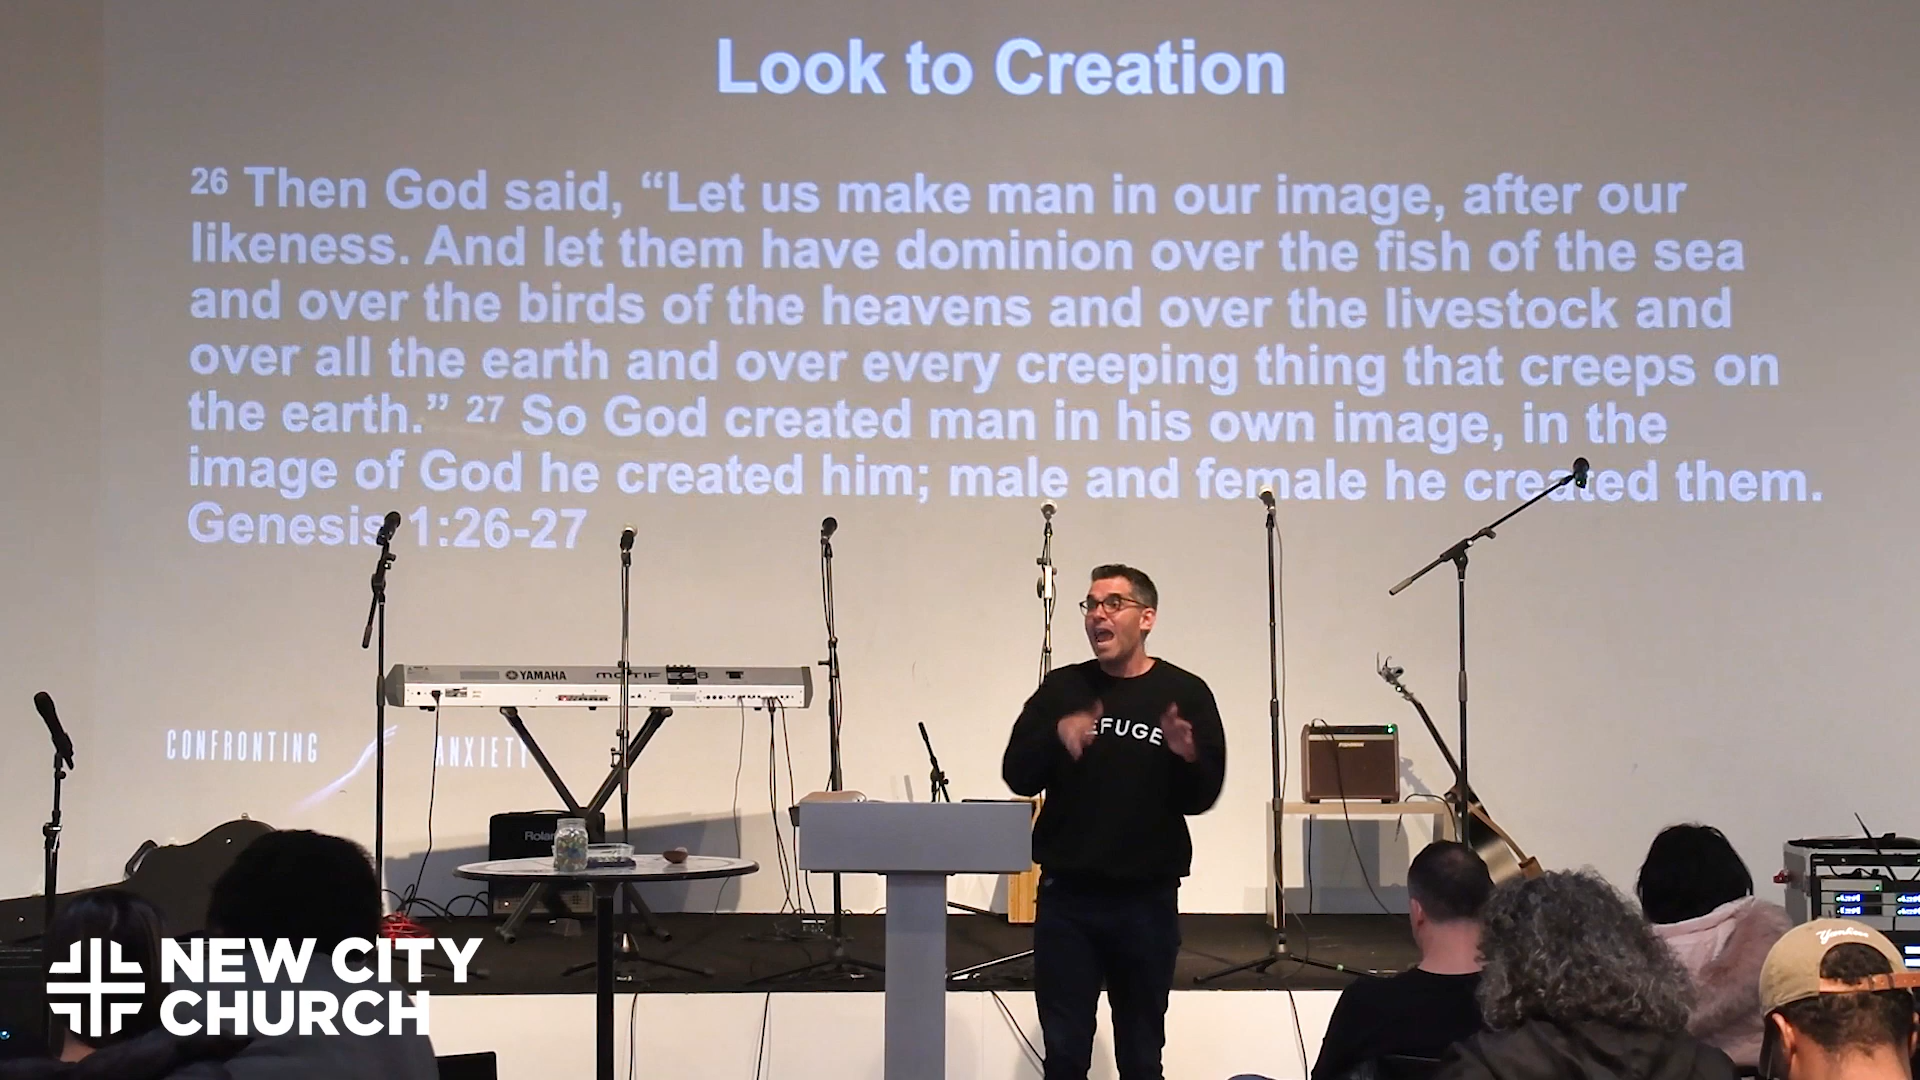 Look to Creation
26 Then God said, “Let us make man in our image, after our
likeness. And let them have dominion over the fish of the sea
and over the birds of the heavens and over the livestock and
over all the earth and over every creeping thing that creeps on
the earth.” 27 So God created man in his own image, in the
image of God he created him; male and female he created them.
Genesis 1:26-27
YAMAHA MOTIF ES8
EFUGE
CONFRONTING ANXIETY
FISHMAN
Roland
Yankees
NEW CITY
CHURCH